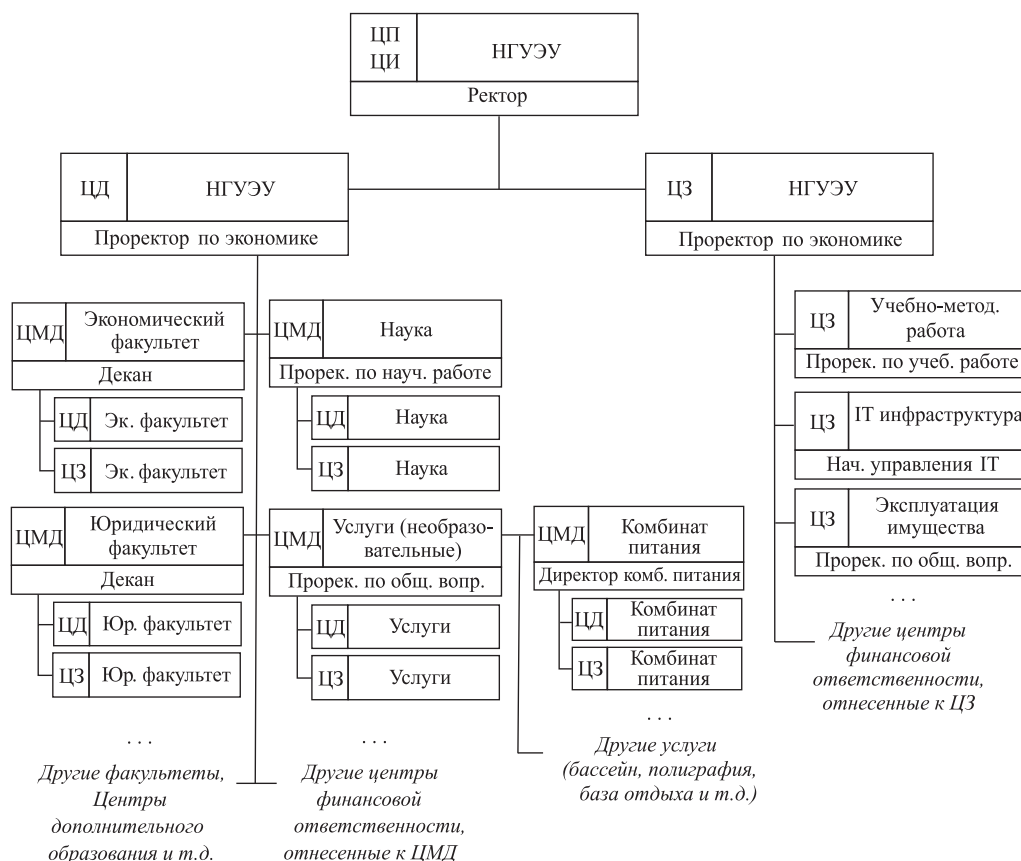 ЦП
ЦИ
НГУЭУ
Ректор
ЦД
НГУЭУ
Проректор по экономике
ЦЗ
НГУЭУ
Проректор по экономике
ЦМД
Экономический
факультет
Декан
ЦД
Эк. факультет
ЦЗ
Эк. факультет
ЦМД
Наука
Прорек. по науч. работе
ЦД
Наука
ЦЗ
Наука
ЦЗ
Учебно-метод.
работа
Прорек. по учеб. работе
ЦЗ
IT инфраструктура
Нач. управления IT
ЦЗ
Эксплуатация
имущества
Прорек. по общ. вопр.
. . .
Другие центры
финансовой
ответственности,
отнесенные к ЦЗ
ЦМД
Юридический
факультет
Декан
ЦД
Юр. факультет
ЦЗ
Юр. факультет
. . .
Другие факультеты,
Центры
дополнительного
образования и т.д.
ЦМД
Услуги (необразо-
вательные)
Прорек. по общ. вопр.
ЦД
Услуги
ЦЗ
Услуги
. . .
Другие центры
финансовой
ответственности,
отнесенные к ЦМД
ЦМД
Комбинат
питания
Директор комб. питания
ЦД
Комбинат
питания
ЦЗ
Комбинат
питания
. . .
Другие услуги
(бассейн, полиграфия,
база отдыха и т.д.)